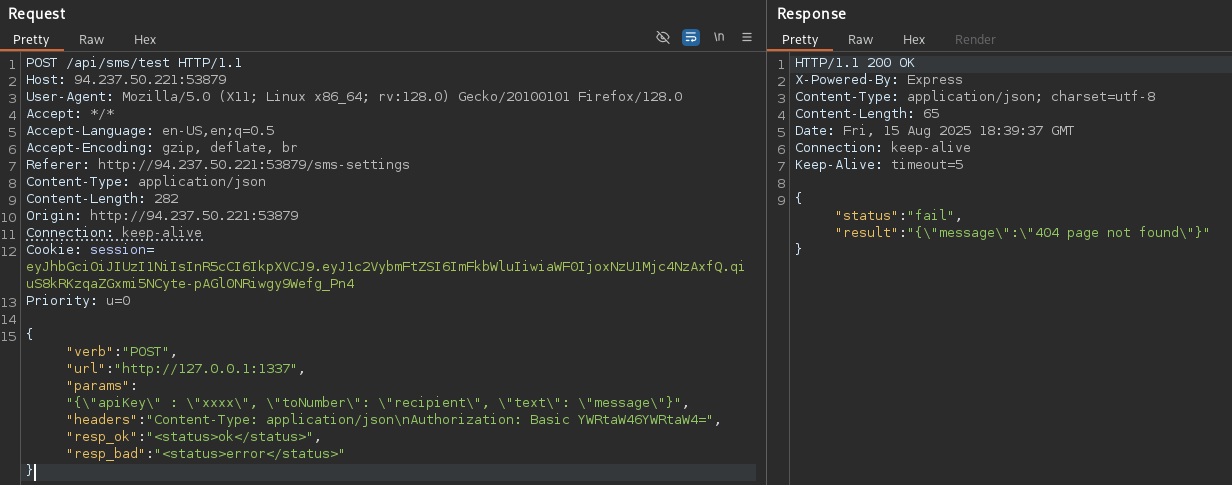 Request
Pretty Raw Hex
\n
1 POST /api/sms/test HTTP/1.1
2 Host: 94.237.50.221:53879
3 User-Agent: Mozilla/5.0 (X11; Linux x86_64; rv:128.0) Gecko/20100101 Firefox/128.0
4 Accept: */*
5 Accept-Language: en-US,en;q=0.5
6 Accept-Encoding: gzip, deflate, br
7 Referer: http://94.237.50.221:53879/sms-settings
8 Content-Type: application/json
9 Content-Length: 282
10 Origin: http://94.237.50.221:53879
11 Connection: keep-alive
12 Cookie: session=
eyJhbGciOiJIUzI1NiIsInR5cCI6IkpXVCJ9.eyJ1c2VybmFtZSI6ImFkbWluIiwiaWF0IjoxNzU1Mjc4NzAxfQ.qi
uS8kRKzqaZGxmi5NCyte-pAGlONRiwgy9Wefg_Pn4
13 Priority: u=0
14
15 {
"verb":"POST",
"url":"http://127.0.0.1:1337",
"params":
"{\"apiKey\" : \"xxxx\", \"toNumber\": \"recipient\", \"text\": \"message\"}",
"headers":"Content-Type: application/json\nAuthorization: Basic YWRtaW46YWRtaW4=",
"resp_ok":"<status>ok</status>",
"resp_bad":"<status>error</status>"
}
Response
Pretty Raw Hex Render
1 HTTP/1.1 200 OK
2 X-Powered-By: Express
3 Content-Type: application/json; charset=utf-8
4 Content-Length: 65
5 Date: Fri, 15 Aug 2025 18:39:37 GMT
6 Connection: keep-alive
7 Keep-Alive: timeout=5
8
9 {
"status":"fail",
"result":"{\"message\":\"404 page not found\"}"
}